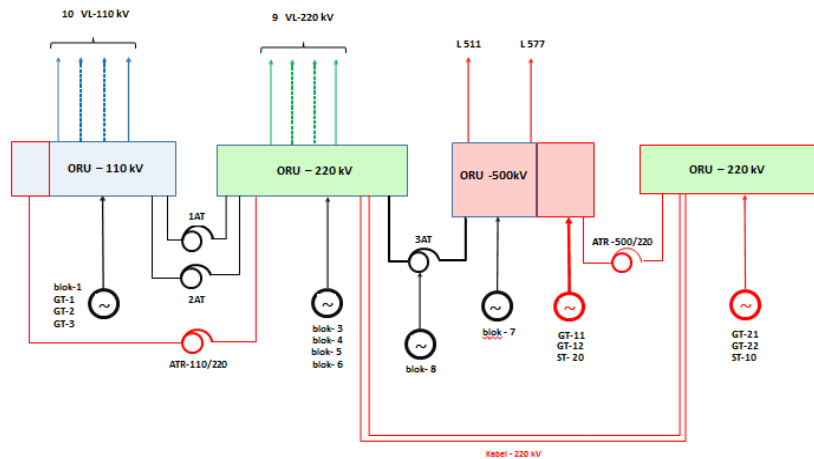 10 VL-110 kV
9 VL-220 kV
L 511
L 577
ORU – 110 kV
ORU – 220 kV
ORU -500kV
ORU – 220 kV
1AT
2AT
3AT
ATR -500/220
blok-1
GT-1
GT-2
GT-3
ATR-110/220
blok- 3
blok- 4
blok- 5
blok- 6
blok- 8
blok - 7
GT-11
GT-12
ST- 20
GT-21
GT-22
ST-10
Kabel - 220 kV
~
~
~
~
~
~